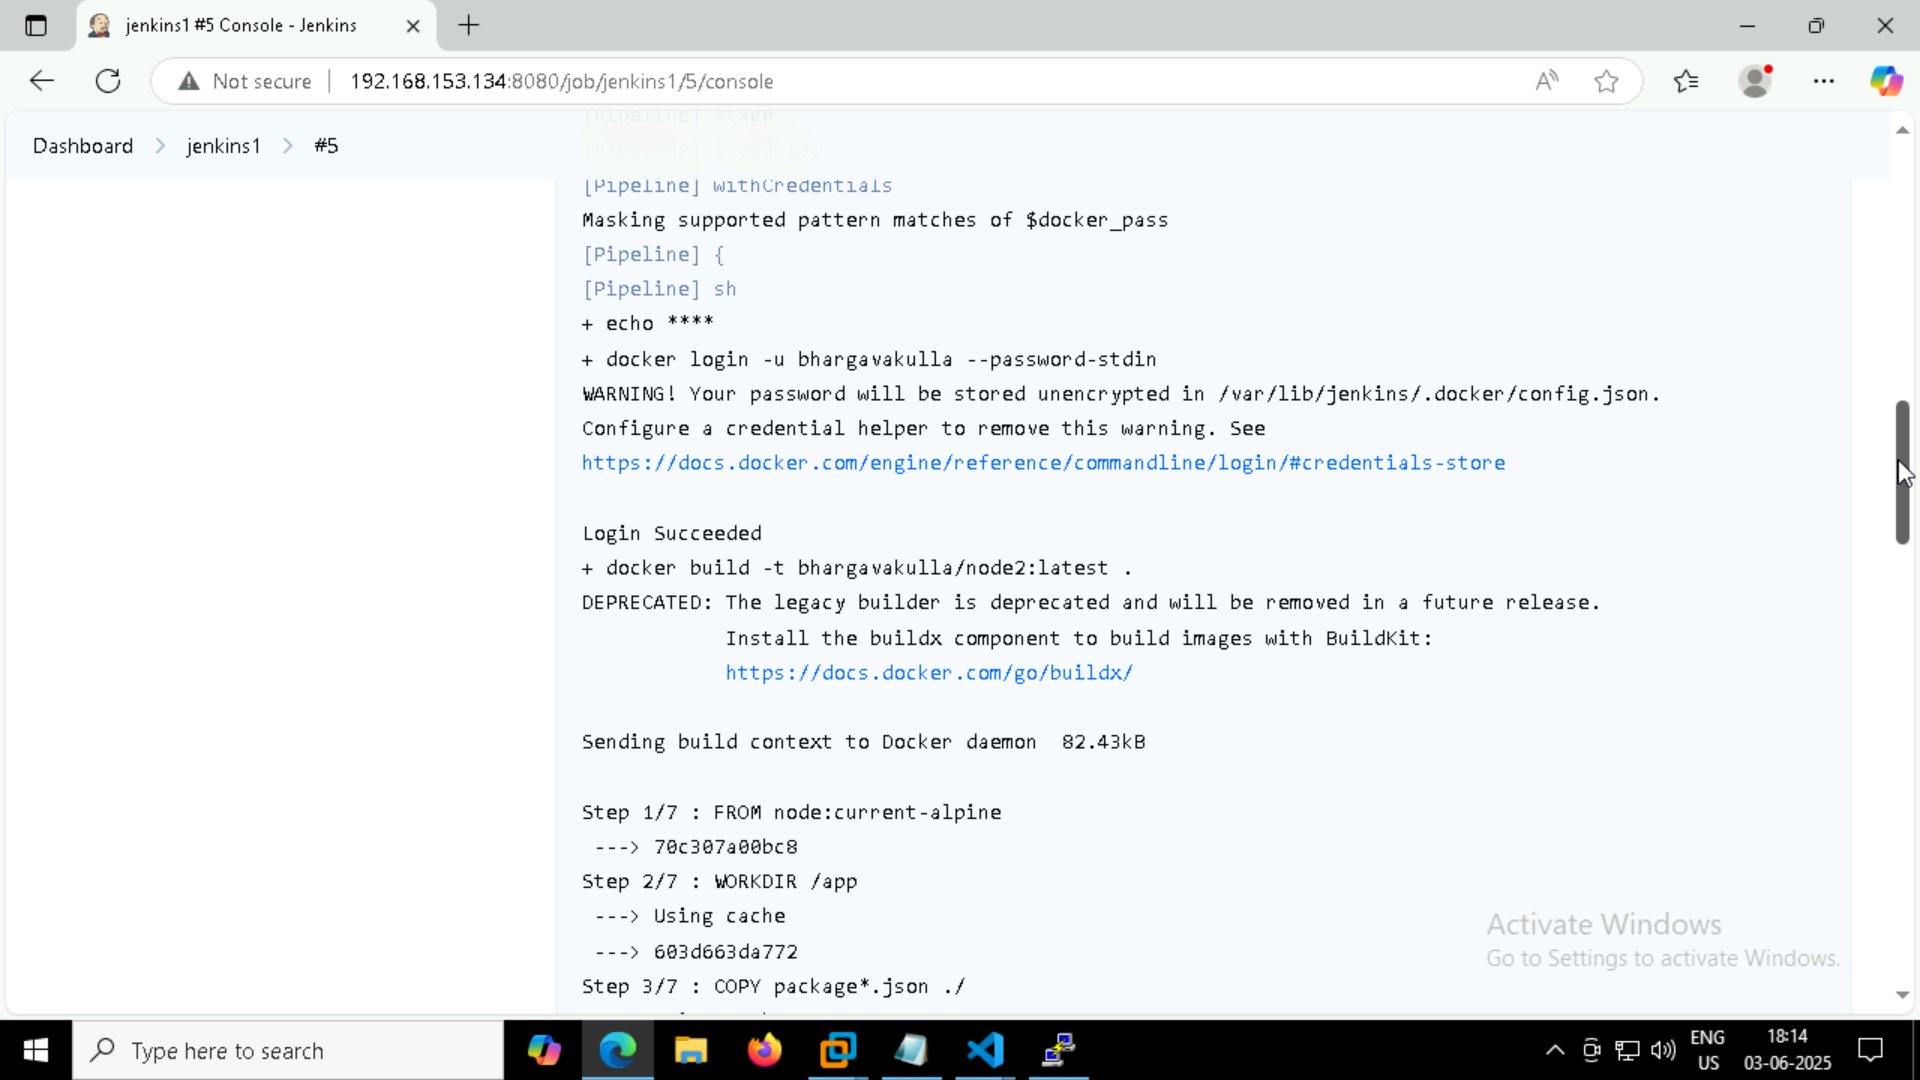 jenkins1 #5 Console - Jenkins
Not secure
192.168.153.134:8080/job/jenkins1/5/console
[Pipeline] stage
[Pipeline] { (Build)
Dashboard
jenkins1
#5
[Pipeline] withCredentials
Masking supported pattern matches of $docker_pass
[Pipeline] {
[Pipeline] sh
+ echo ****
+ docker login -u bhargavakulla --password-stdin
WARNING! Your password will be stored unencrypted in /var/lib/jenkins/.docker/config.json.
Configure a credential helper to remove this warning. See
https://docs.docker.com/engine/reference/commandline/login/#credentials-store
Login Succeeded
+ docker build -t bhargavakulla/node2:latest .
DEPRECATED: The legacy builder is deprecated and will be removed in a future release.
Install the buildx component to build images with BuildKit:
https://docs.docker.com/go/buildx/
Sending build context to Docker daemon  82.43kB
Step 1/7 : FROM node:current-alpine
---> 70c307a00bc8
Step 2/7 : WORKDIR /app
---> Using cache
---> 603d663da772
Step 3/7 : COPY package*.json ./
Activate Windows
Go to Settings to activate Windows.
Type here to search
ENG
US
18:14
03-06-2025